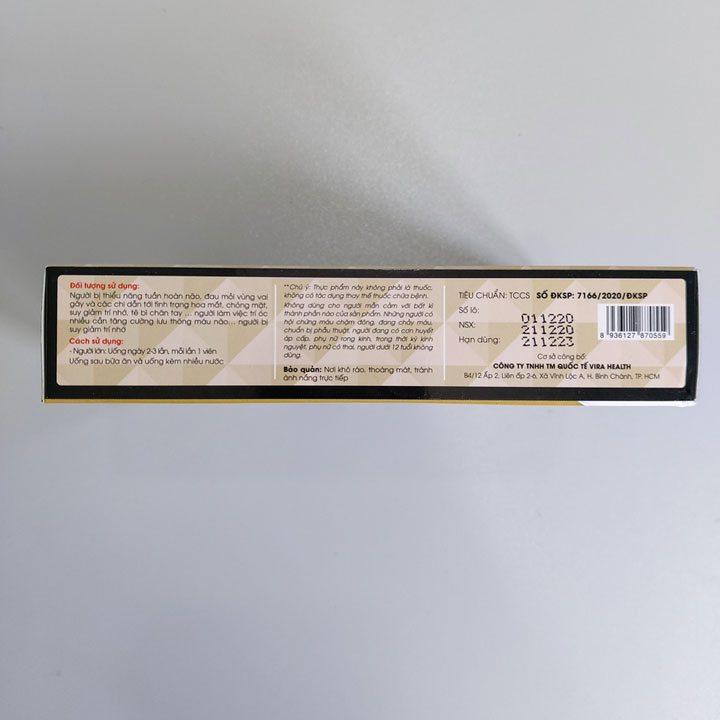 Đối tượng sử dụng:
Người bị thiểu năng tuần hoàn não, đau mỏi vùng vai
gáy và các chi dẫn tới tình trạng hoa mắt, chóng mặt,
suy giảm trí nhớ, tê bì chân tay ... người làm việc trí óc
nhiều cần tăng cường lưu thông máu não... người bị
suy giảm trí nhớ
Cách sử dụng:
- Người lớn: Uống ngày 2-3 lần, mỗi lần 1 viên
Uống sau bữa ăn và uống kèm nhiều nước
**Chú ý: Thực phẩm này không phải là thuốc,
không có tác dụng thay thế thuốc chữa bệnh.
Không dùng cho người mẫn cảm với bất kì
thành phần nào của sản phẩm. Những người có
hội chứng máu chậm đông, đang chảy máu,
chuẩn bị phẫu thuật, người đang có cơn huyết
áp cấp, phụ nữ rong kinh, trong thời kỳ kinh
nguyệt, phụ nữ có thai, người dưới 12 tuổi không
dùng.
Bảo quản: Nơi khô ráo, thoáng mát, tránh
ánh nắng trực tiếp
TIÊU CHUẨN: TCCS SỐ ĐKSP: 7166/2020/ĐKSP
Số lô: 011220
NSX: 211220
Hạn dùng: 211223
8 936127 870559
Cơ sở công bố:
CÔNG TY TNHH TM QUỐC TẾ VIRA HEALTH
B4/12 Ấp 2, Liên ấp 2-6, Xã Vĩnh Lộc A, H. Bình Chánh, TP. HCM